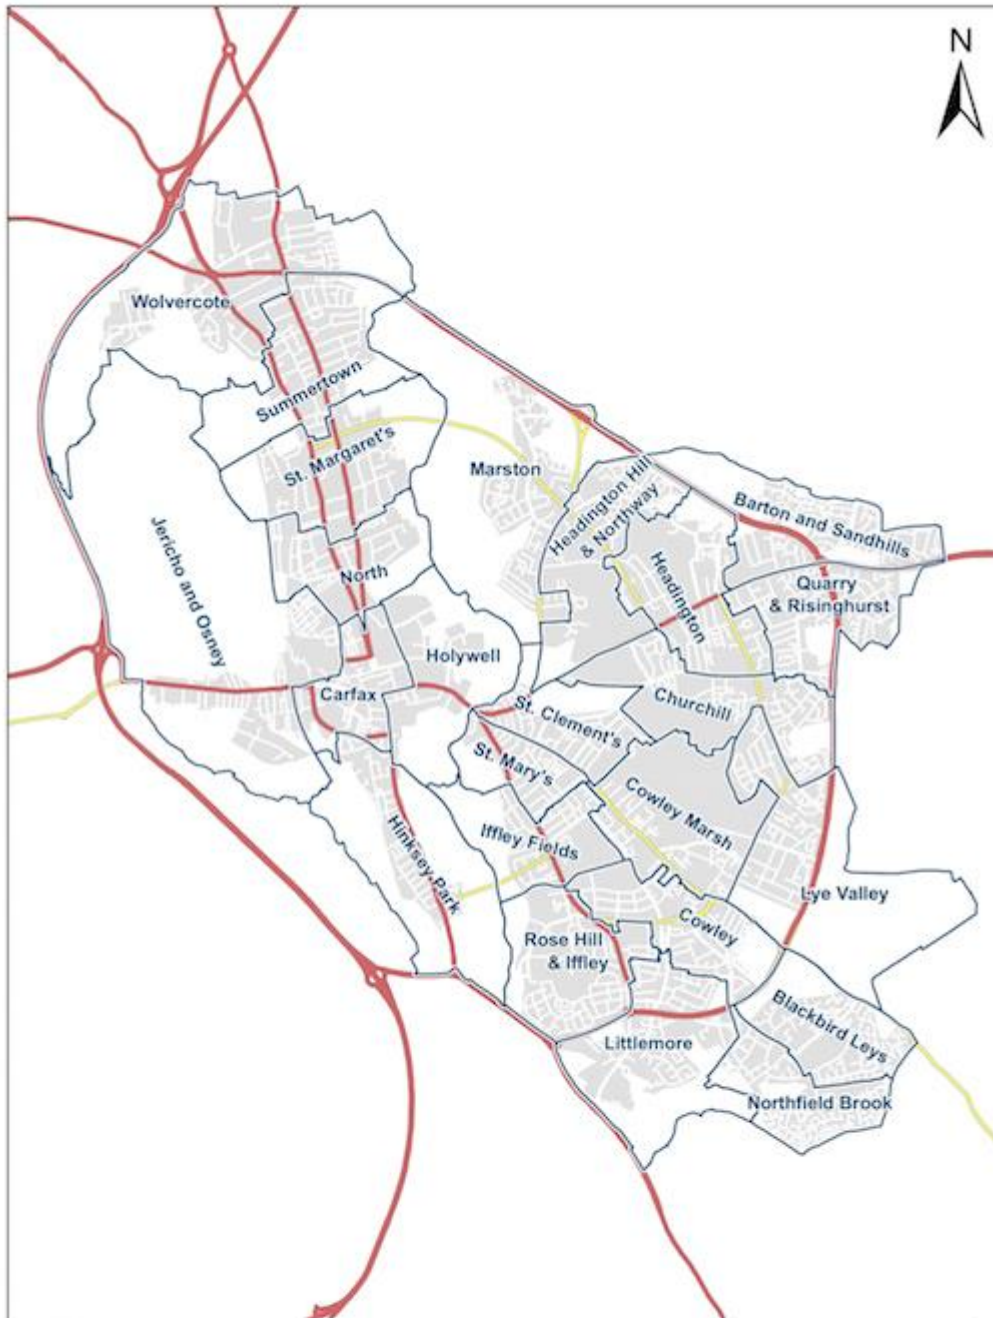 N
Wolvercote
Summertown
St. Margaret's
Marston
Headington Hill
& Northway
Barton and Sandhills
Jericho and Osney
North
Headington
Quarry
& Risinghurst
Holywell
Carfax
Churchill
St. Clement's
St. Mary's
Cowley Marsh
Hinksey Park
Iffley Fields
Lye Valley
Cowley
Rose Hill
& Iffley
Blackbird Leys
Littlemore
Northfield Brook